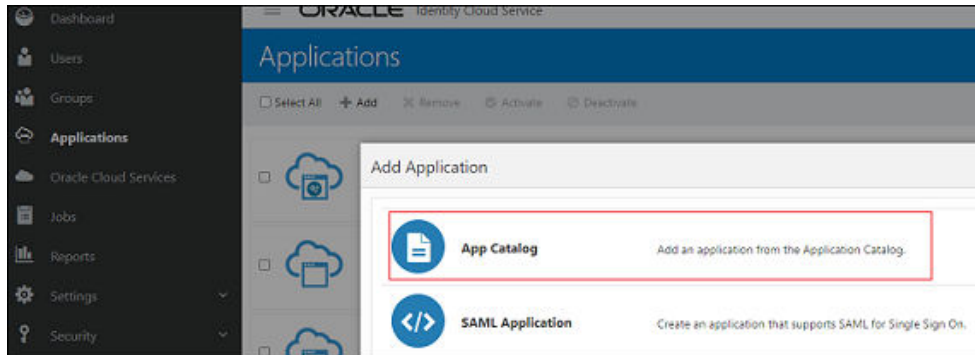 Dashboard
Users
Groups
Applications
Oracle Cloud Services
Jobs
Reports
Settings
Security
ORACLE Identity Cloud Service
Applications
Select All + Add Remove Activate Deactivate
Add Application
App Catalog Add an application from the Application Catalog.
</> SAML Application Create an application that supports SAML for Single Sign On.